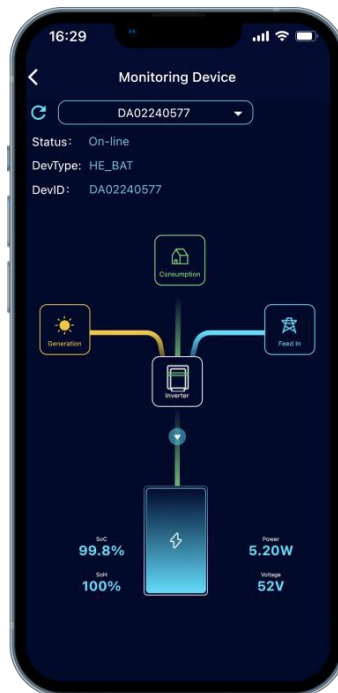 16:29
Monitoring Device
DA02240577
Status: On-line
DevType: HE_BAT
DevID: DA02240577
Consumption
Generation
Feed In
Inverter
SoC
99.8%
Power
5.20W
SoH
100%
Voltage
52V